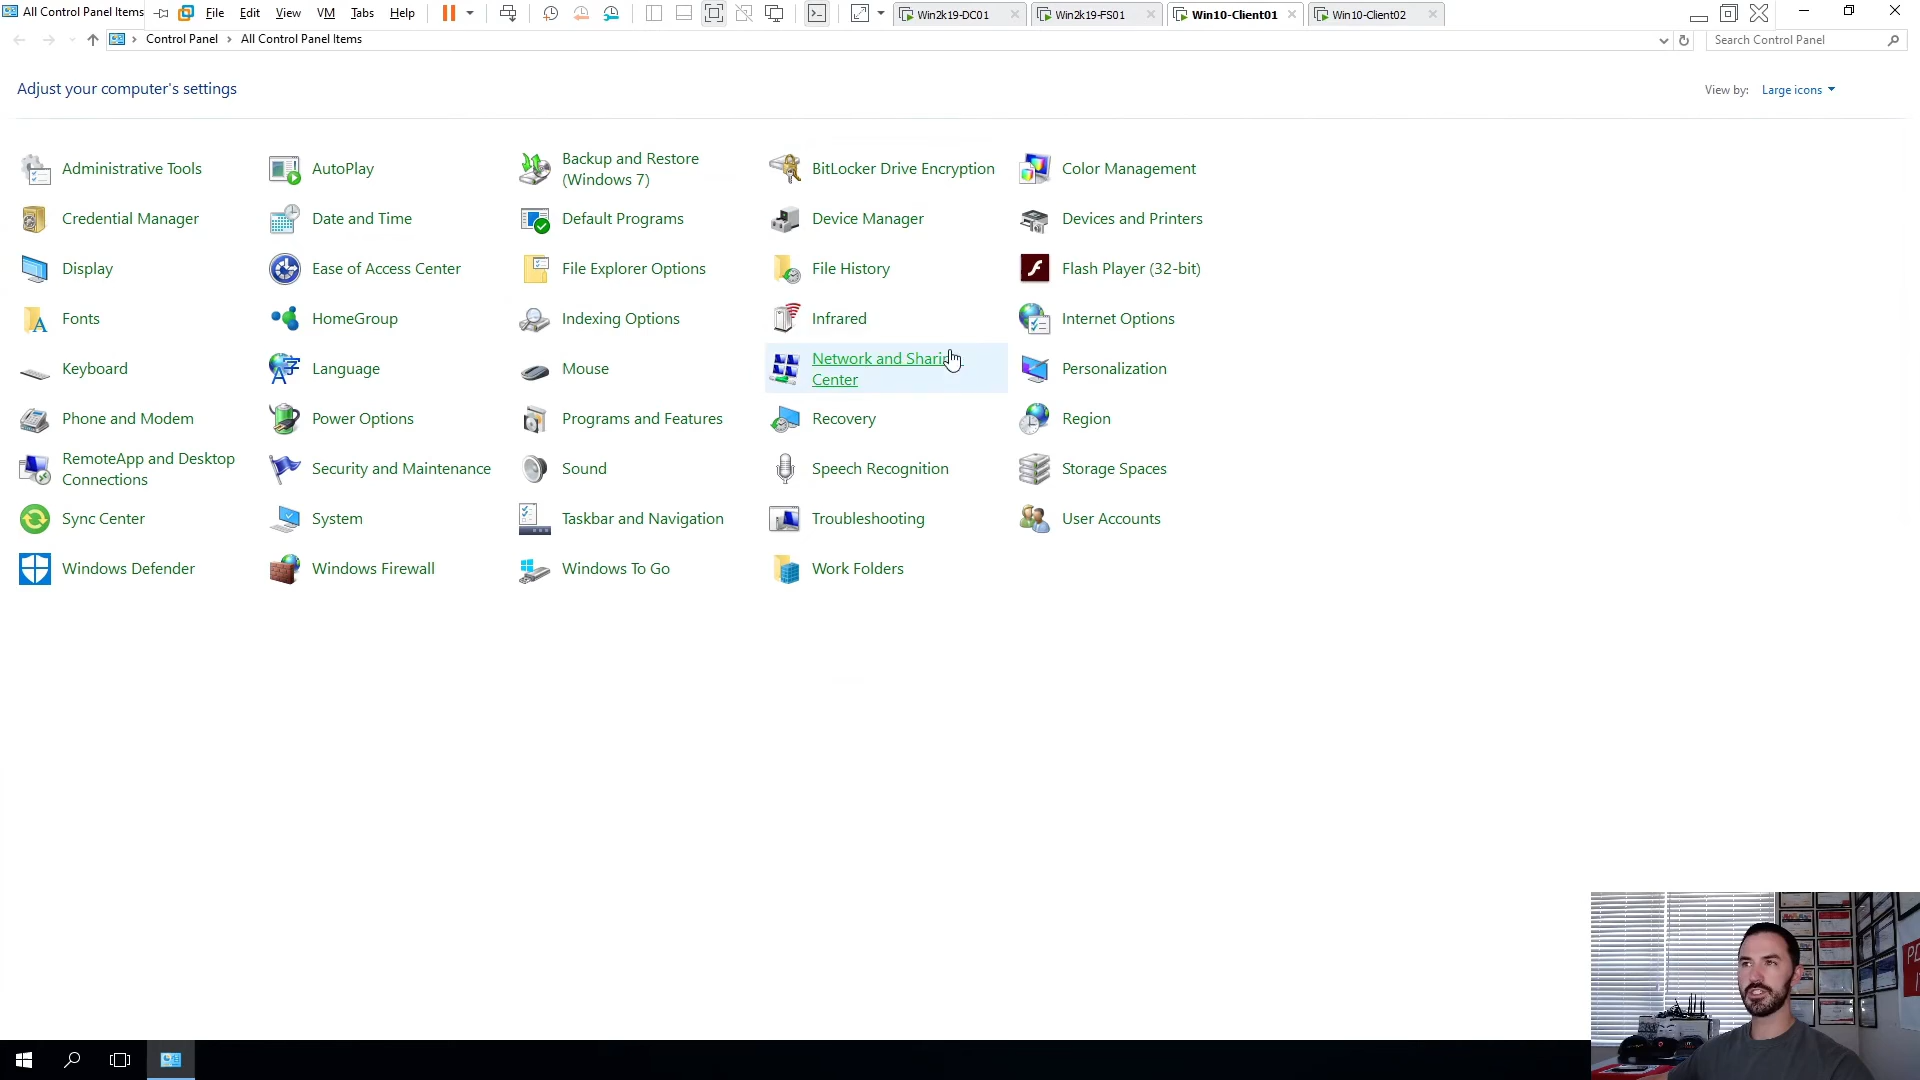 All Control Panel Items File Edit View VM Tabs Help Win2k19-DC01 Win2k19-FS01 Win10-Client01 Win10-Client02
Control Panel All Control Panel Items Search Control Panel
Adjust your computer's settings
View by: Large icons
Administrative Tools
AutoPlay
Backup and Restore
(Windows 7)
BitLocker Drive Encryption
Color Management
Credential Manager
Date and Time
Default Programs
Device Manager
Devices and Printers
Display
Ease of Access Center
File Explorer Options
File History
Flash Player (32-bit)
Fonts
HomeGroup
Indexing Options
Infrared
Internet Options
Keyboard
Language
Mouse
Network and Sharing
Center
Personalization
Phone and Modem
Power Options
Programs and Features
Recovery
Region
RemoteApp and Desktop
Connections
Security and Maintenance
Sound
Speech Recognition
Storage Spaces
Sync Center
System
Taskbar and Navigation
Troubleshooting
User Accounts
Windows Defender
Windows Firewall
Windows To Go
Work Folders